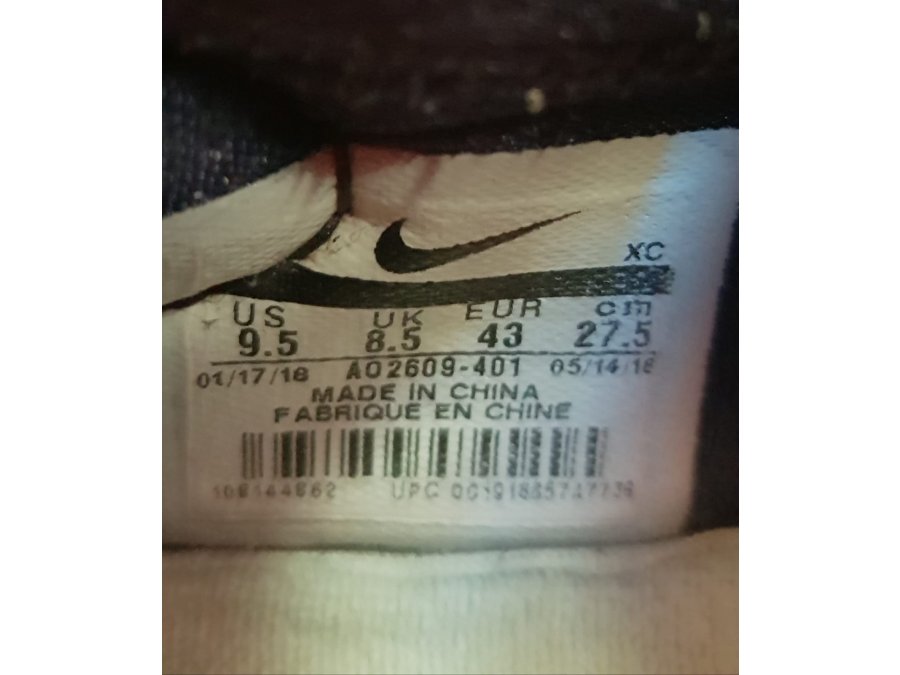 XC
US UK EUR cm
9.5 8.5 43 27.5
01/17/18 AO2609-401 05/14/18
MADE IN CHINA
FABRIQUE EN CHINE
UPC